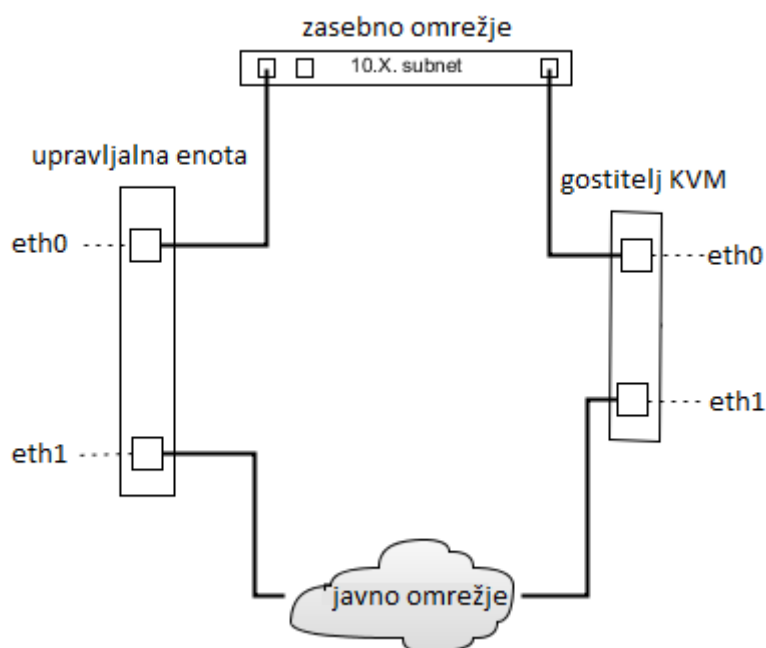 zasebno omrežje
10.X. subnet
upravljalna enota
gostitelj KVM
eth0
eth0
eth1
eth1
javno omrežje